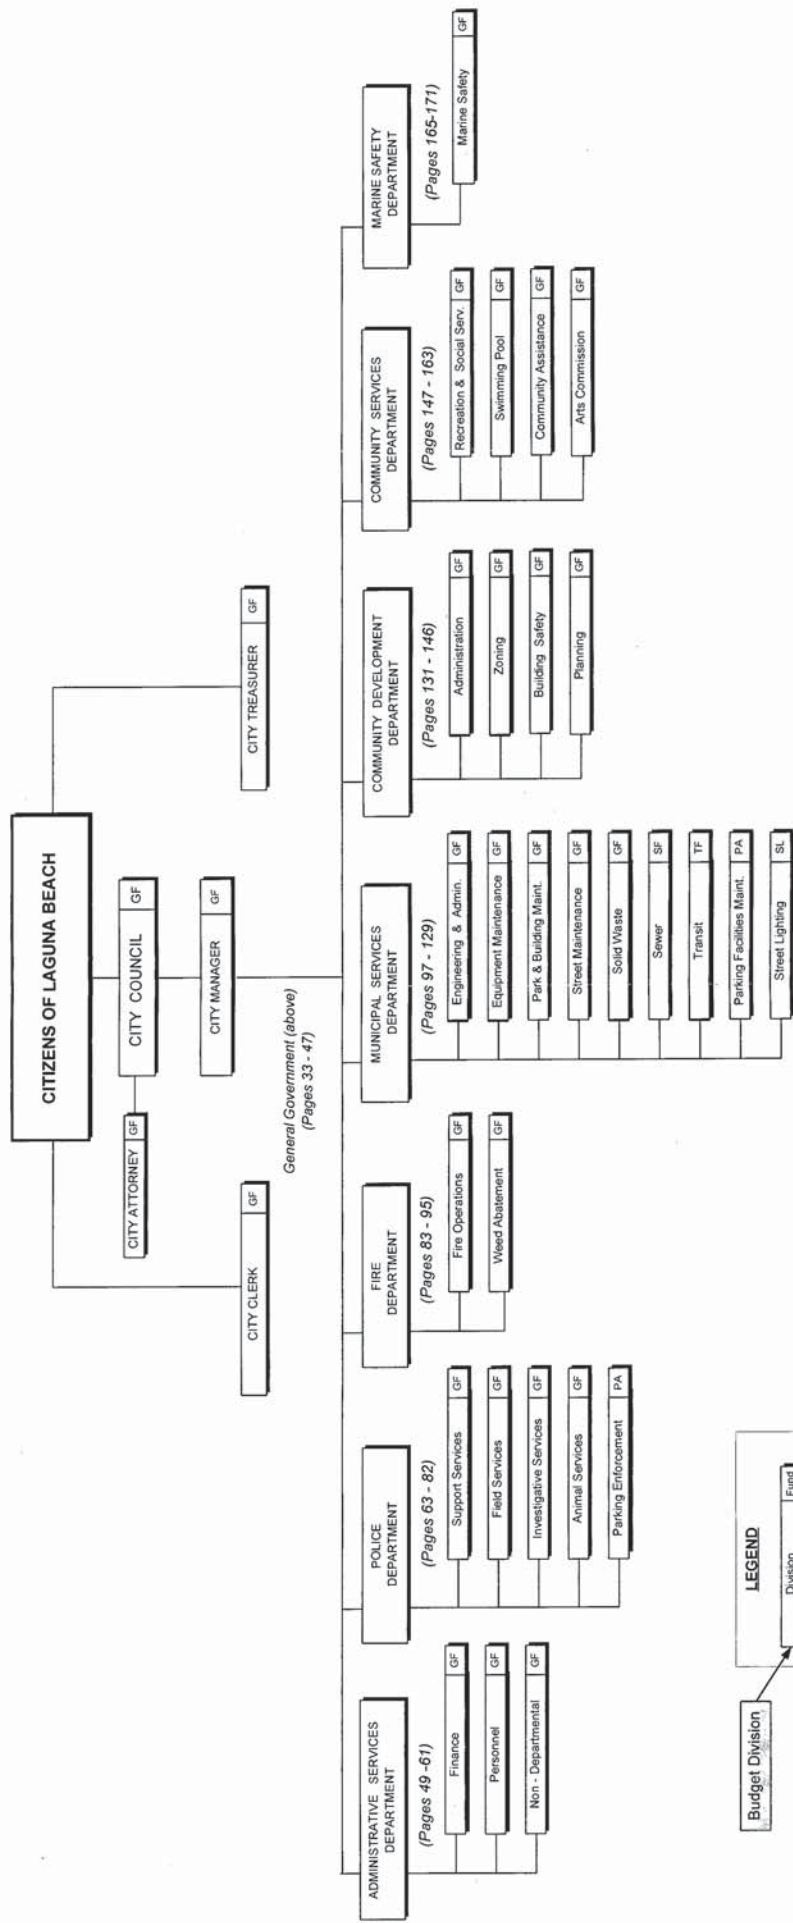 CITIZENS OF LAGUNA BEACH
CITY ATTORNEY GF
CITY COUNCIL GF
CITY MANAGER GF
CITY CLERK GF
CITY TREASURER GF
General Government (above)
(Pages 33 - 47)
ADMINISTRATIVE SERVICES
DEPARTMENT
(Pages 49 -61)
Finance GF
Personnel GF
Non - Departmental GF
POLICE
DEPARTMENT
(Pages 63 - 82)
Support Services GF
Field Services GF
Investigative Services GF
Animal Services GF
Parking Enforcement PA
FIRE
DEPARTMENT
(Pages 83 - 95)
Fire Operations GF
Weed Abatement GF
MUNICIPAL SERVICES
DEPARTMENT
(Pages 97 - 129)
Engineering & Admin. GF
Equipment Maintenance GF
Park & Building Maint. GF
Street Maintenance GF
Solid Waste GF
Sewer SF
Transit TF
Parking Facilities Maint. PA
Street Lighting SL
COMMUNITY DEVELOPMENT
DEPARTMENT
(Pages 131 - 146)
Administration GF
Zoning GF
Building Safety GF
Planning GF
COMMUNITY SERVICES
DEPARTMENT
(Pages 147 - 163)
Recreation & Social Serv. GF
Swimming Pool GF
Community Assistance GF
Arts Commission GF
MARINE SAFETY
DEPARTMENT
(Pages 165-171)
Marine Safety GF
LEGEND
Budget Division
Division Fund